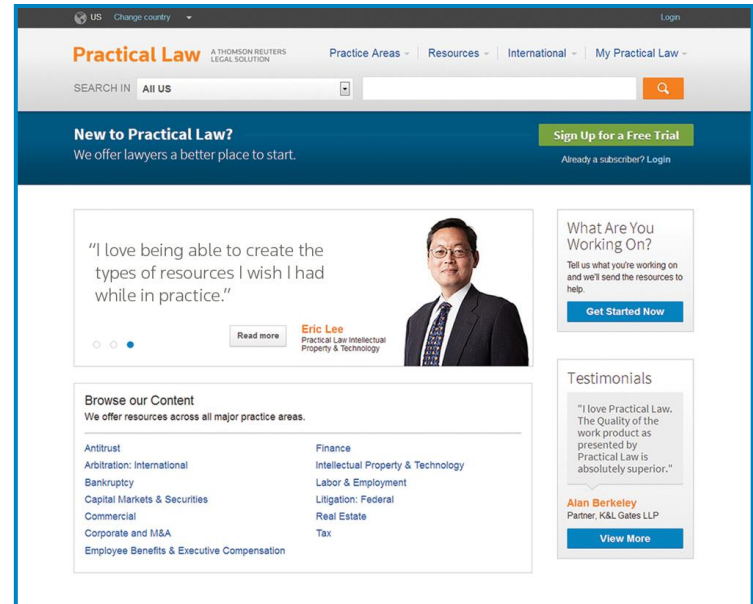 US Change country Login
Practical Law A THOMSON REUTERS
LEGAL SOLUTION
Practice Areas Resources International My Practical Law
SEARCH IN All US
New to Practical Law?
We offer lawyers a better place to start.
Sign Up for a Free Trial
Already a subscriber? Login
“I love being able to create the
types of resources I wish I had
while in practice.”
Read more
Eric Lee
Practical Law Intellectual
Property & Technology
What Are You
Working On?
Tell us what you're working on
and we'll send the resources to
help.
Get Started Now
Browse our Content
We offer resources across all major practice areas.
Antitrust
Arbitration: International
Bankruptcy
Capital Markets & Securities
Commercial
Corporate and M&A
Employee Benefits & Executive Compensation
Finance
Intellectual Property & Technology
Labor & Employment
Litigation: Federal
Real Estate
Tax
Testimonials
"I love Practical Law.
The Quality of the
work product as
presented by
Practical Law is
absolutely superior."
Alan Berkeley
Partner, K&L Gates LLP
View More